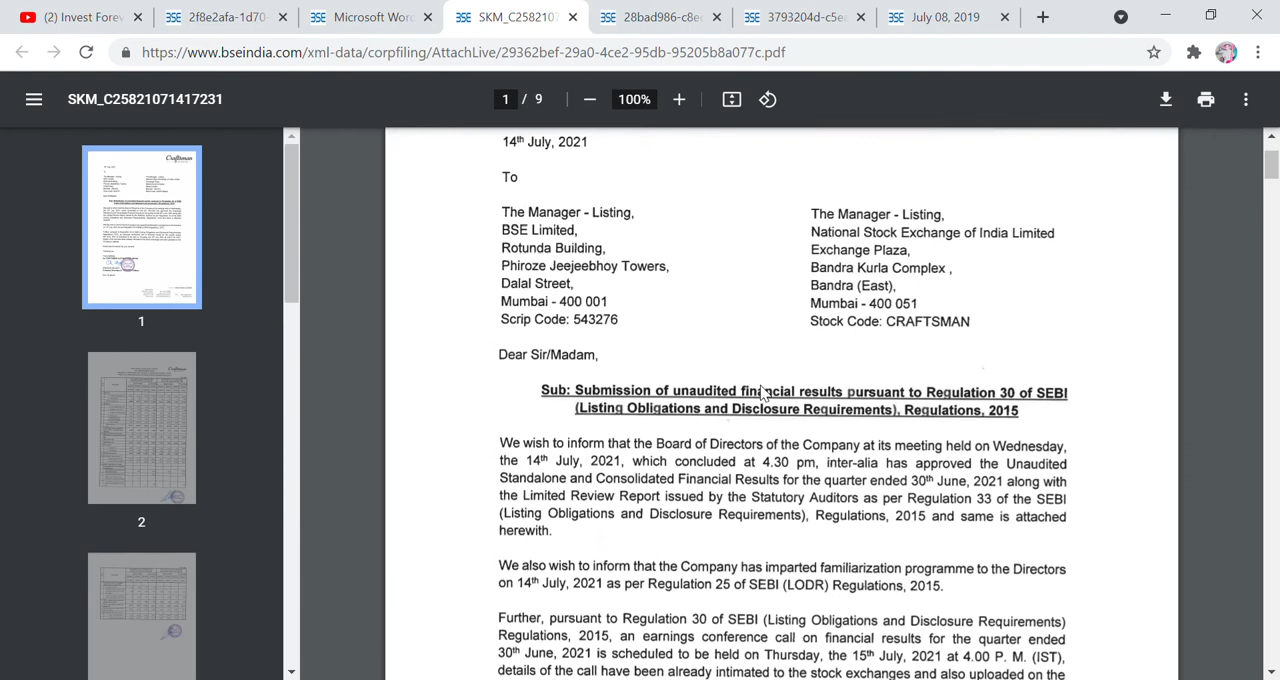 (2) Invest Forev
2f8e2afa-1d70-
Microsoft Word
SKM_C2582107
28bad986-c8ed
3793204d-c5ea
July 08, 2019
https://www.bseindia.com/xml-data/corpfiling/AttachLive/29362bef-29a0-4ce2-95db-95205b8a077c.pdf
SKM_C25821071417231
1 / 9
100%
Craftsman
1
2
14th July, 2021
To
The Manager - Listing,
BSE Limited,
Rotunda Building,
Phiroze Jeejeebhoy Towers,
Dalal Street,
Mumbai - 400 001
Scrip Code: 543276
The Manager - Listing,
National Stock Exchange of India Limited
Exchange Plaza,
Bandra Kurla Complex ,
Bandra (East),
Mumbai - 400 051
Stock Code: CRAFTSMAN
Dear Sir/Madam,
Sub: Submission of unaudited financial results pursuant to Regulation 30 of SEBI
(Listing Obligations and Disclosure Requirements), Regulations, 2015
We wish to inform that the Board of Directors of the Company at its meeting held on Wednesday,
the 14th July, 2021, which concluded at 4.30 pm, inter-alia has approved the Unaudited
Standalone and Consolidated Financial Results for the quarter ended 30th June, 2021 along with
the Limited Review Report issued by the Statutory Auditors as per Regulation 33 of the SEBI
(Listing Obligations and Disclosure Requirements), Regulations, 2015 and same is attached
herewith.
We also wish to inform that the Company has imparted familiarization programme to the Directors
on 14th July, 2021 as per Regulation 25 of SEBI (LODR) Regulations, 2015.
Further, pursuant to Regulation 30 of SEBI (Listing Obligations and Disclosure Requirements)
Regulations, 2015, an earnings conference call on financial results for the quarter ended
30th June, 2021 is scheduled to be held on Thursday, the 15th July, 2021 at 4.00 P. M. (IST),
details of the call have been already intimated to the stock exchanges and also uploaded on the